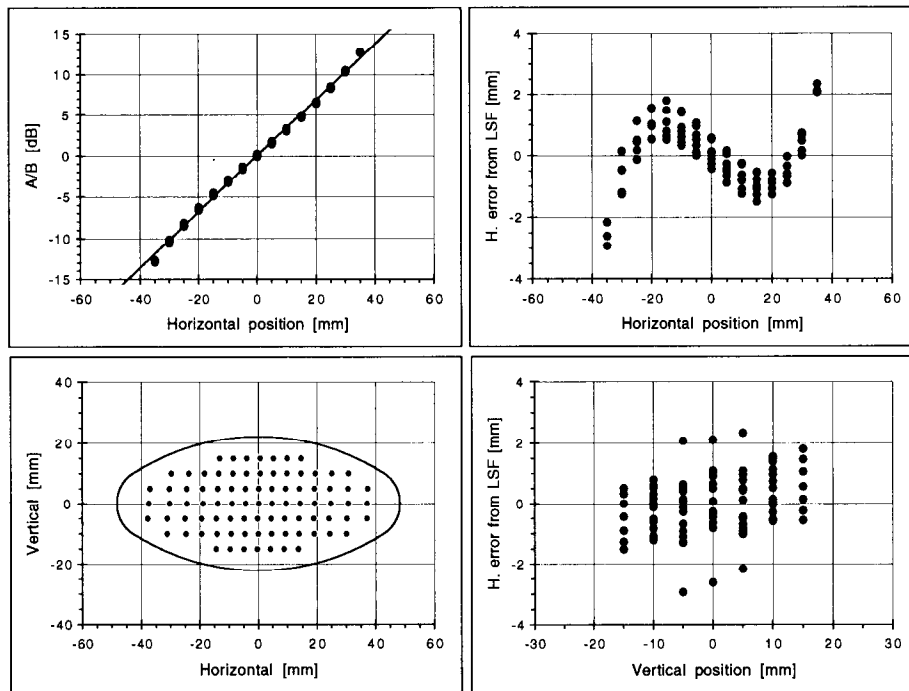 15
10
5
0
-5
-10
-15
A/B [dB]
-60 -40 -20 0 20 40 60
Horizontal position [mm]
4
2
0
-2
-4
H. error from LSF [mm]
-60 -40 -20 0 20 40 60
Horizontal position [mm]
40
20
0
-20
-40
Vertical [mm]
-60 -40 -20 0 20 40 60
Horizontal [mm]
4
2
0
-2
-4
H. error from LSF [mm]
-30 -20 -10 0 10 20 30
Vertical position [mm]